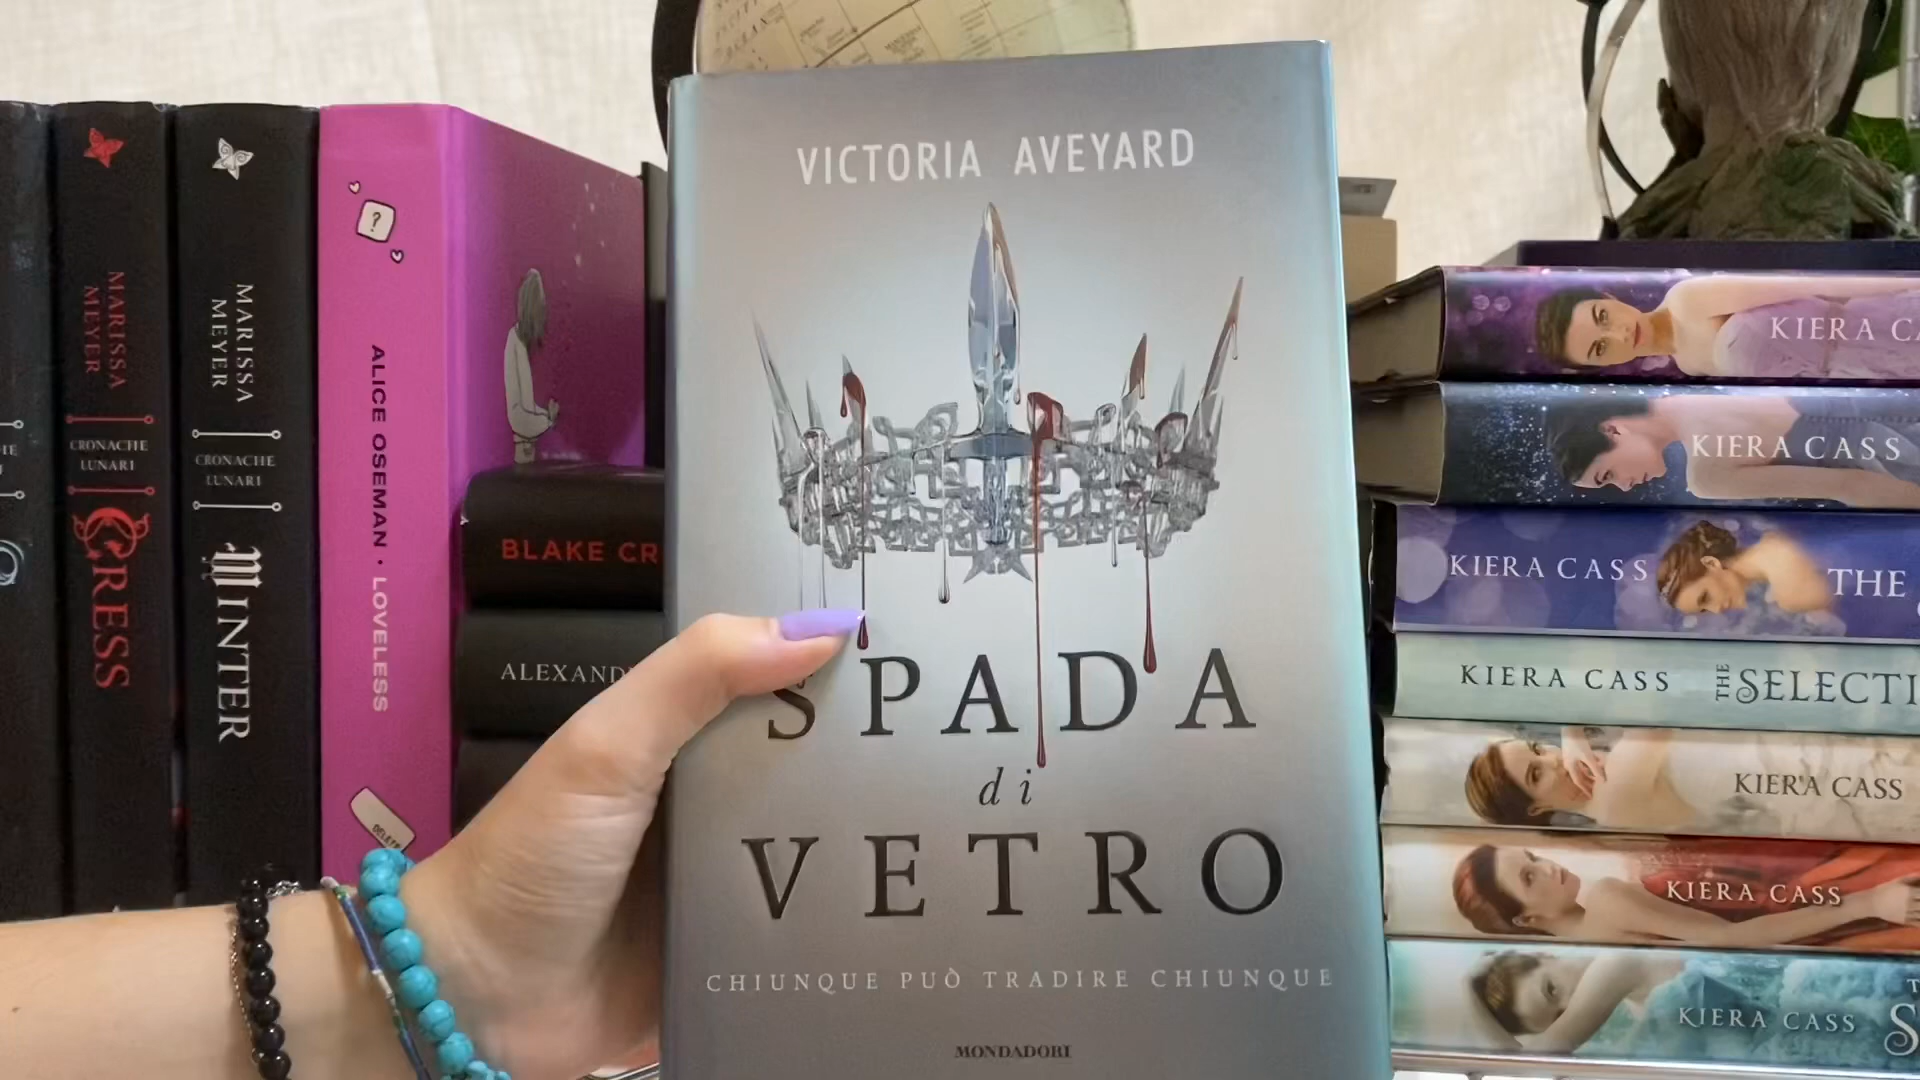 VICTORIA AVEYARD
SPADA
di
VETRO
CHIUNQUE PUÒ TRADIRE CHIUNQUE
MONDADORI
MARISSA
MEYER
CRONACHE
LUNARI
CRESS
MARISSA
MEYER
CRONACHE
LUNARI
WINTER
?
ALICE OSEMAN · LOVELESS
DELETE
BLAKE CR
ALEXAND
KIERA CA
KIERA CASS
KIERA CASS THE
KIERA CASS THE SELECTI
KIERA CASS
KIERA CASS
KIERA CASS